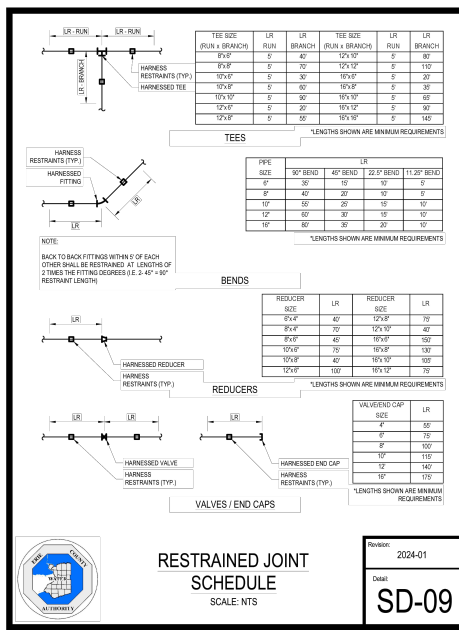 LR - RUN
LR - RUN
HARNESS
RESTRAINTS (TYP.)
HARNESSED TEE
LR - BRANCH
TEE SIZE (RUN x BRANCH) LR RUN LR BRANCH TEE SIZE (RUN x BRANCH) LR RUN LR BRANCH
8"x6" 5' 40' 12"x10" 5' 80'
8"x8" 5' 70' 12"x12" 5' 110'
10"x6" 5' 30' 16"x6" 5' 20'
10"x8" 5' 60' 16"x8" 5' 35'
10"x10" 5' 90' 16"x10" 5' 65'
12"x6" 5' 20' 16"x12" 5' 90'
12"x8" 5' 55' 16"x16" 5' 145'
*LENGTHS SHOWN ARE MINIMUM REQUIREMENTS
TEES
HARNESS
RESTRAINTS (TYP.)
HARNESSED
FITTING
LR
LR
PIPE SIZE LR
90° BEND 45° BEND 22.5° BEND 11.25° BEND
6" 35' 15' 10' 5'
8" 40' 20' 10' 5'
10" 55' 25' 15' 10'
12" 60' 30' 15' 10'
16" 80' 35' 20' 10'
*LENGTHS SHOWN ARE MINIMUM REQUIREMENTS
NOTE:
BACK TO BACK FITTINGS WITHIN 5' OF EACH
OTHER SHALL BE RESTRAINED AT LENGTHS OF
2 TIMES THE FITTING DEGREES (I.E. 2- 45° = 90°
RESTRAINT LENGTH)
BENDS
LR
HARNESSED REDUCER
HARNESS
RESTRAINTS (TYP.)
REDUCER SIZE LR REDUCER SIZE LR
6"x4" 40' 12"x8" 75'
8"x4" 70' 12"x10" 40'
8"x6" 45' 16"x6" 150'
10"x6" 75' 16"x8" 130'
10"x8" 40' 16"x10" 105'
12"x6" 100' 16"x12" 75'
*LENGTHS SHOWN ARE MINIMUM REQUIREMENTS
REDUCERS
LR
LR
HARNESSED VALVE
HARNESS
RESTRAINTS (TYP.)
LR
HARNESSED END CAP
HARNESS
RESTRAINTS (TYP.)
VALVE/END CAP SIZE LR
4" 55'
6" 75'
8" 100'
10" 115'
12' 140'
16" 175'
*LENGTHS SHOWN ARE MINIMUM
REQUIREMENTS
VALVES / END CAPS
ERIE COUNTY
WATER
AUTHORITY
RESTRAINED JOINT
SCHEDULE
SCALE: NTS
Revision:
2024-01
Detail:
SD-09